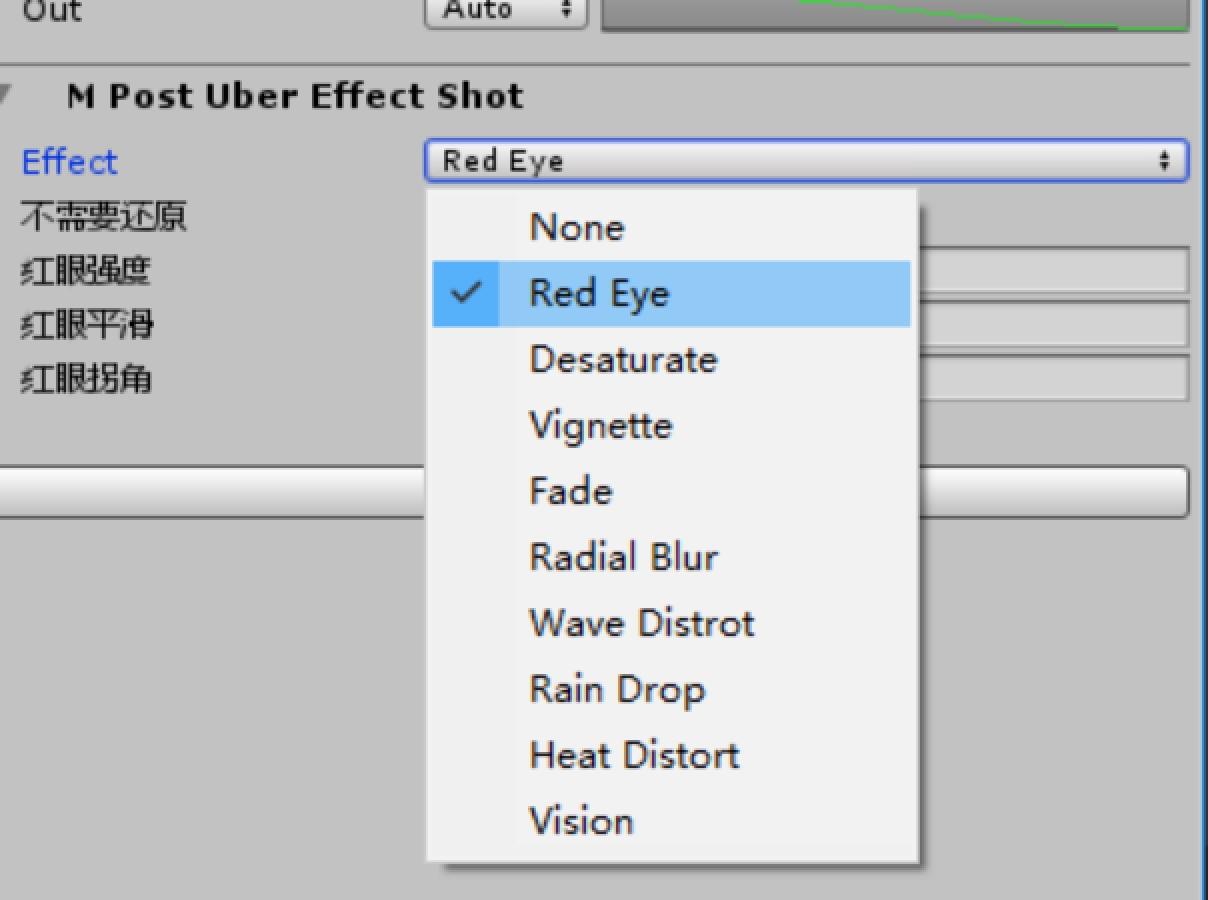 Out Auto
M Post Uber Effect Shot
Effect Red Eye
不需要还原
红眼强度
红眼平滑
红眼拐角
None
Red Eye
Desaturate
Vignette
Fade
Radial Blur
Wave Distrot
Rain Drop
Heat Distort
Vision